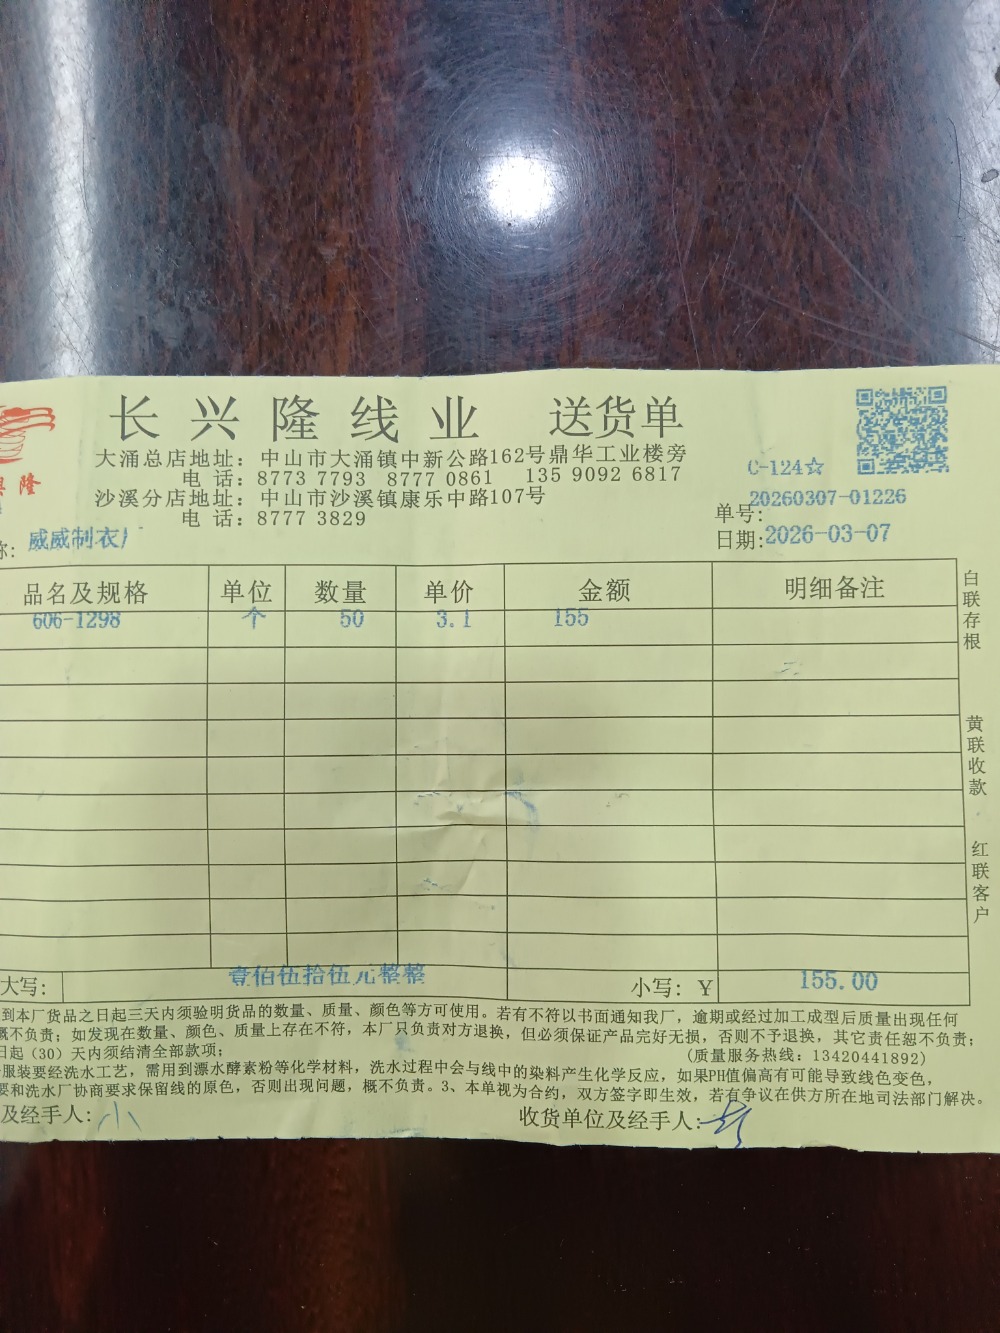 长兴隆线业 送货单
隆
大涌总店地址：中山市大涌镇中新公路162号鼎华工业楼旁
电 话：8773 7793 8777 0861 135 9092 6817
沙溪分店地址：中山市沙溪镇康乐中路107号
电 话：8777 3829
C-124☆
单号：20260307-01226
日期：2026-03-07
称：威威制衣厂
品名及规格 单位 数量 单价 金额 明细备注
606-1298 个 50 3.1 155
白联存根
黄联收款
红联客户
大写：壹佰伍拾伍元整整 小写：￥155.00
到本厂货品之日起三天内须验明货品的数量、质量、颜色等方可使用。若有不符以书面通知我厂，逾期或经过加工成型后质量出现任何
概不负责；如发现在数量、颜色、质量上存在不符，本厂只负责对方退换，但必须保证产品完好无损，否则不予退换，其它责任恕不负责；
日起（30）天内须结清全部款项； (质量服务热线：13420441892)
服装要经洗水工艺，需用到漂水酵素粉等化学材料，洗水过程中会与线中的染料产生化学反应，如果PH值偏高有可能导致线色变色，
要和洗水厂协商要求保留线的原色，否则出现问题，概不负责。3、本单视为合约，双方签字即生效，若有争议在供方所在地司法部门解决。
及经手人： 小 收货单位及经手人：